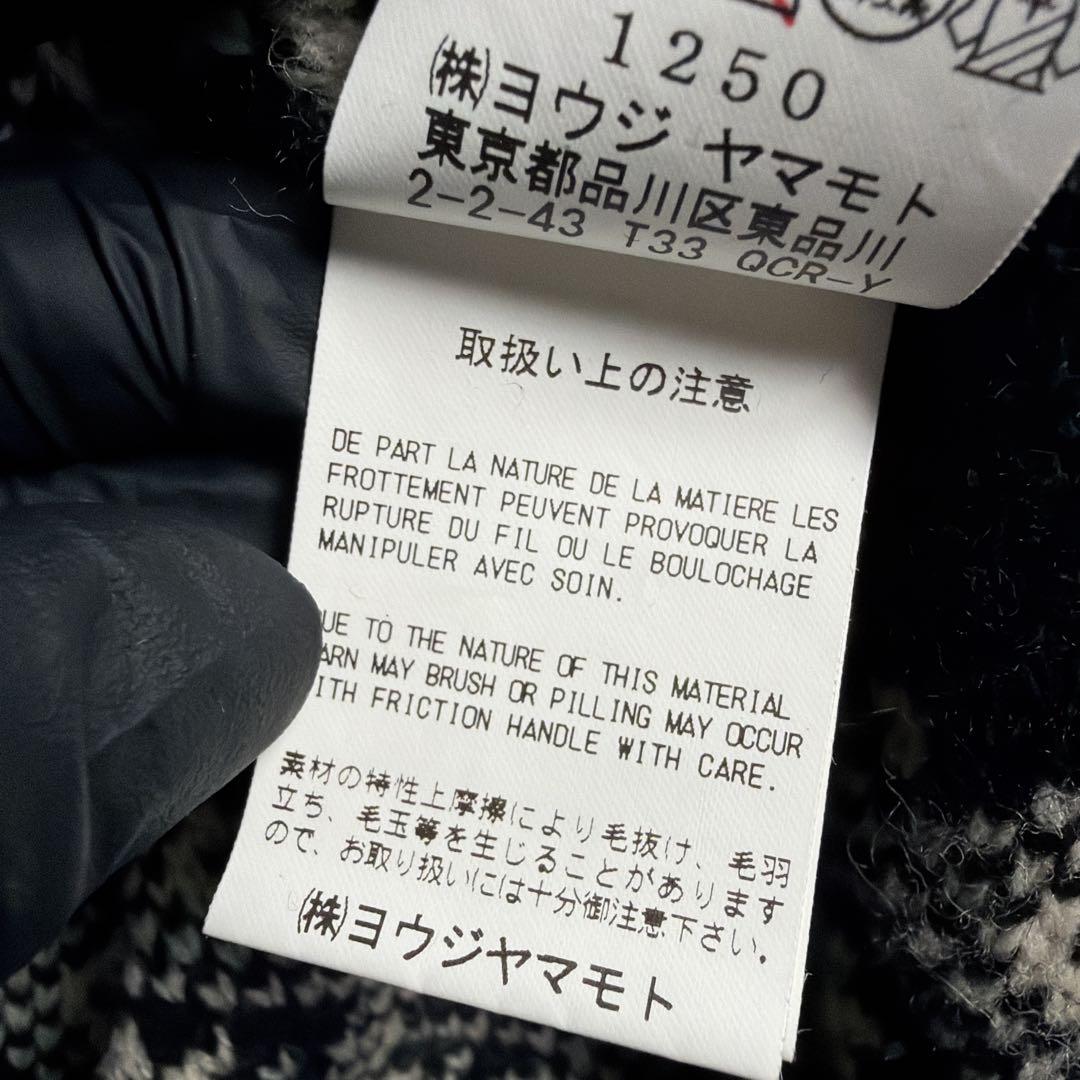 1250
(株)ヨウジ ヤマモト
東京都品川区東品川
2-2-43 T33 QCR-Y
取扱い上の注意
DE PART LA NATURE DE LA MATIERE LES
FROTTEMENT PEUVENT PROVOQUER LA
RUPTURE DU FIL OU LE BOULOCHAGE
MANIPULER AVEC SOIN.
UE TO THE NATURE OF THIS MATERIAL
ARN MAY BRUSH OR PILLING MAY OCCUR
ITH FRICTION HANDLE WITH CARE.
素材の特性上摩擦により毛抜け、毛羽
立ち、毛玉等を生じることがあります
ので、お取り扱いには十分御注意下さい。
(株)ヨウジヤマモト